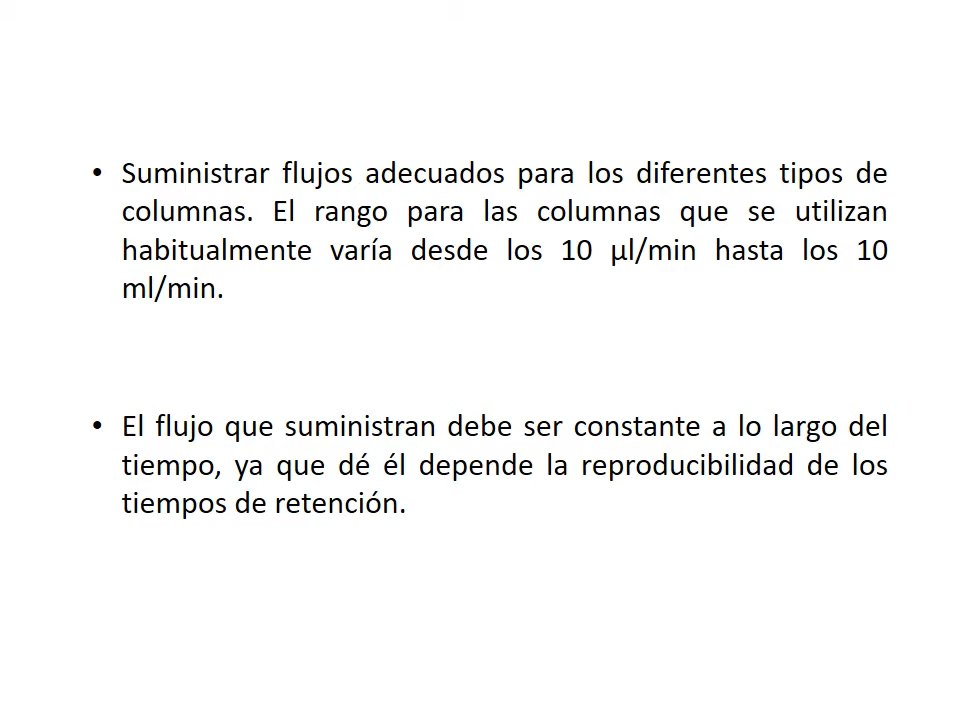 • Suministrar flujos adecuados para los diferentes tipos de
columnas. El rango para las columnas que se utilizan
habitualmente varía desde los 10 µl/min hasta los 10
ml/min.
• El flujo que suministran debe ser constante a lo largo del
tiempo, ya que dé él depende la reproducibilidad de los
tiempos de retención.